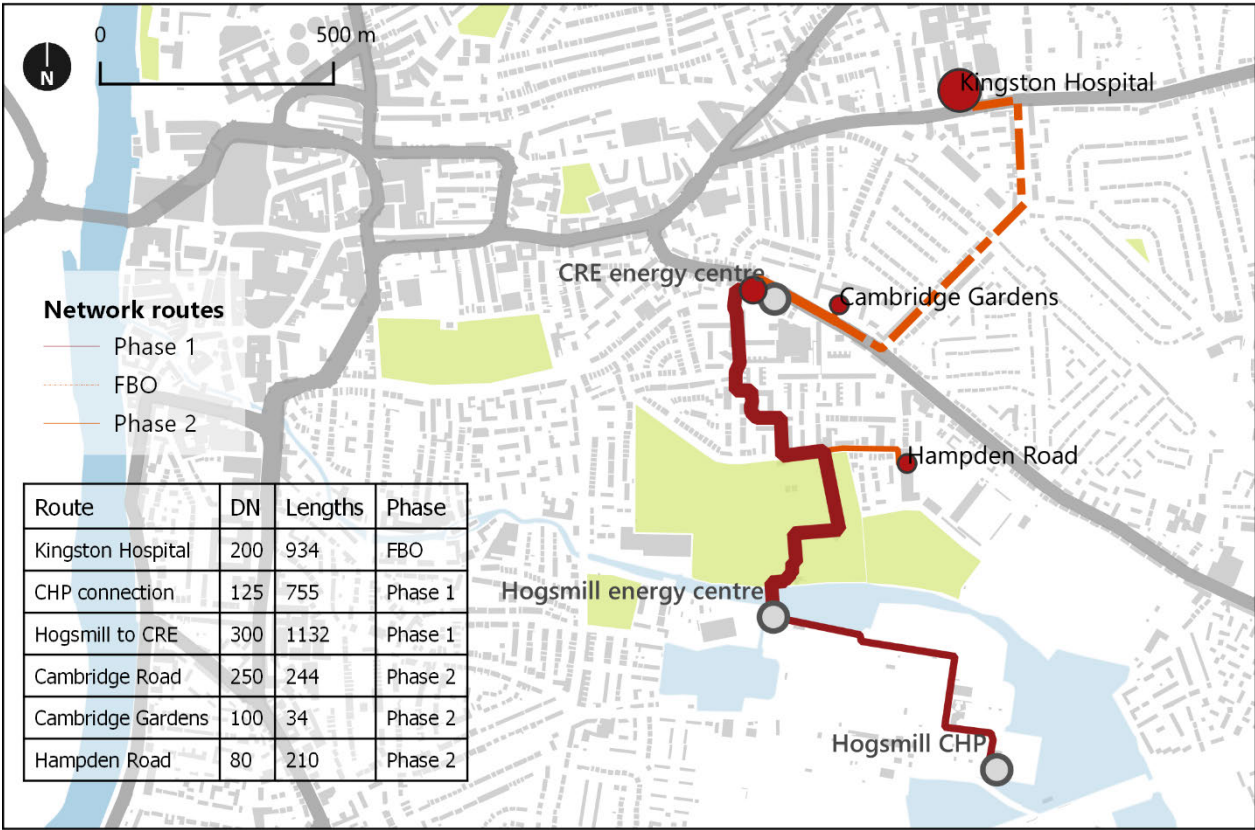 0 500 m
N
Kingston Hospital
CRE energy centre
Cambridge Gardens
Network routes
Phase 1
FBO
Phase 2
Hampden Road
Route DN Lengths Phase
Kingston Hospital 200 934 FBO
CHP connection 125 755 Phase 1
Hogsmill to CRE 300 1132 Phase 1
Cambridge Road 250 244 Phase 2
Cambridge Gardens 100 34 Phase 2
Hampden Road 80 210 Phase 2
Hogsmill energy centre
Hogsmill CHP